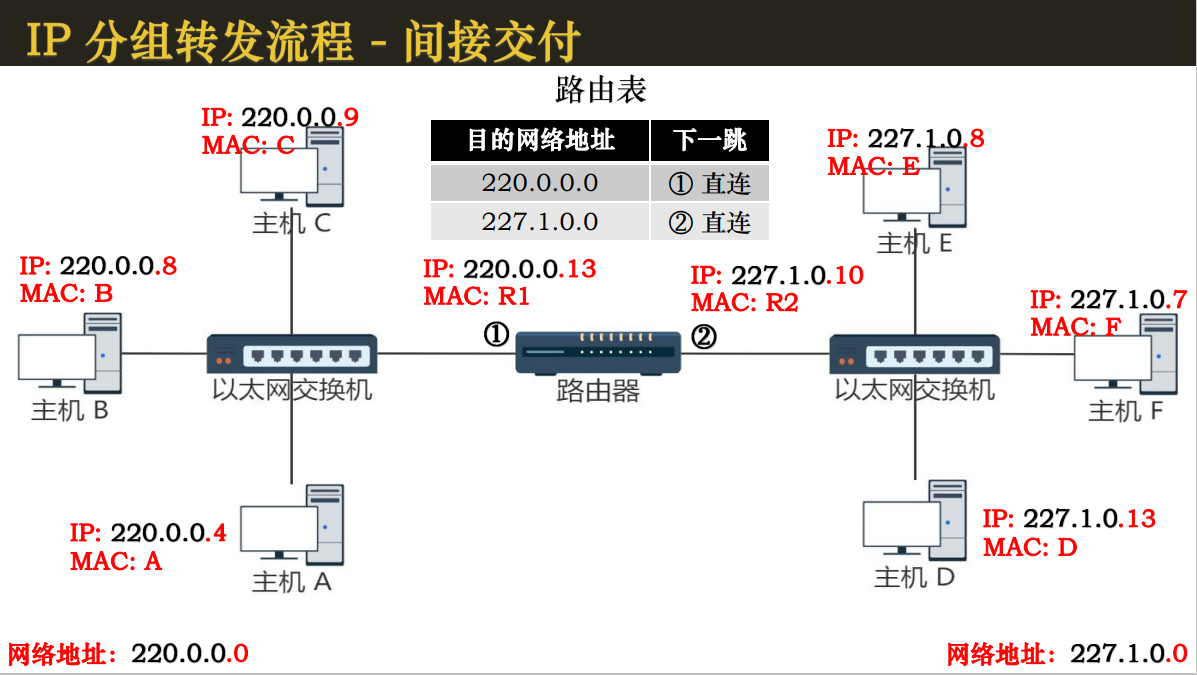 IP 分组转发流程 - 间接交付
路由表
目的网络地址 下一跳
220.0.0.0 ① 直连
227.1.0.0 ② 直连
IP: 220.0.0.9
MAC: C
主机 C
IP: 227.1.0.8
MAC: E
主机 E
IP: 220.0.0.8
MAC: B
主机 B
IP: 220.0.0.13
MAC: R1
①
IP: 227.1.0.10
MAC: R2
②
IP: 227.1.0.7
MAC: F
主机 F
以太网交换机
路由器
以太网交换机
IP: 220.0.0.4
MAC: A
主机 A
IP: 227.1.0.13
MAC: D
主机 D
网络地址：220.0.0.0
网络地址：227.1.0.0